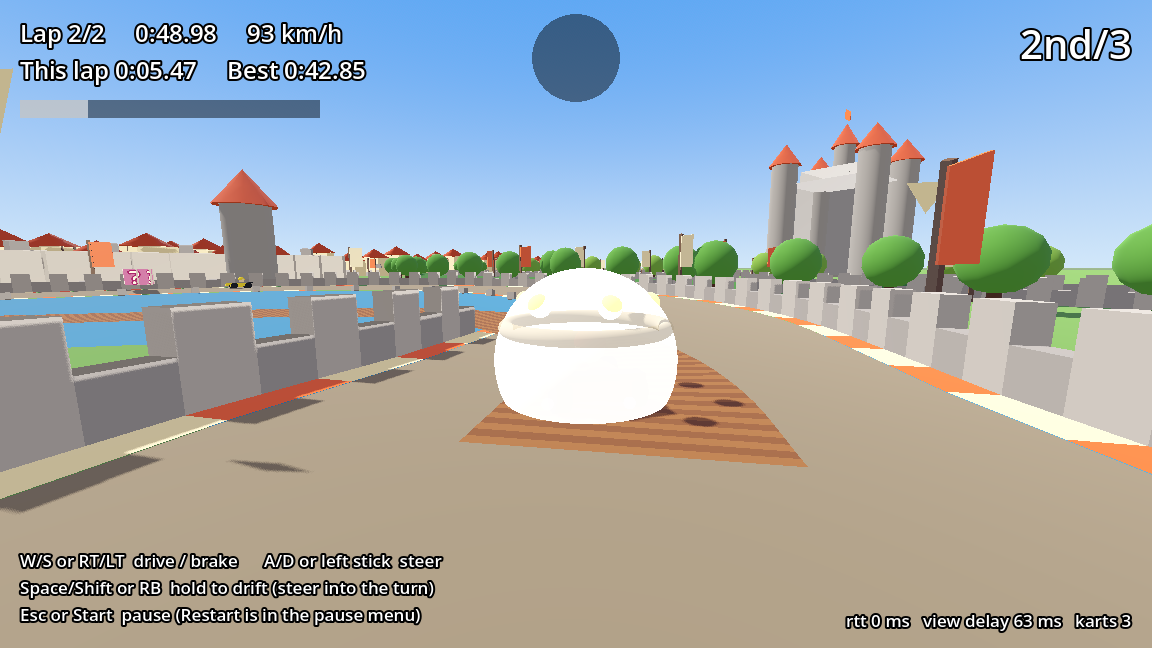 Lap 2/2 0:48.98 93 km/h
2nd/3
This lap 0:05.47 Best 0:42.85
?
W/S or RT/LT drive / brake A/D or left stick steer
Space/Shift or RB hold to drift (steer into the turn)
Esc or Start pause (Restart is in the pause menu)
rtt 0 ms view delay 63 ms karts 3